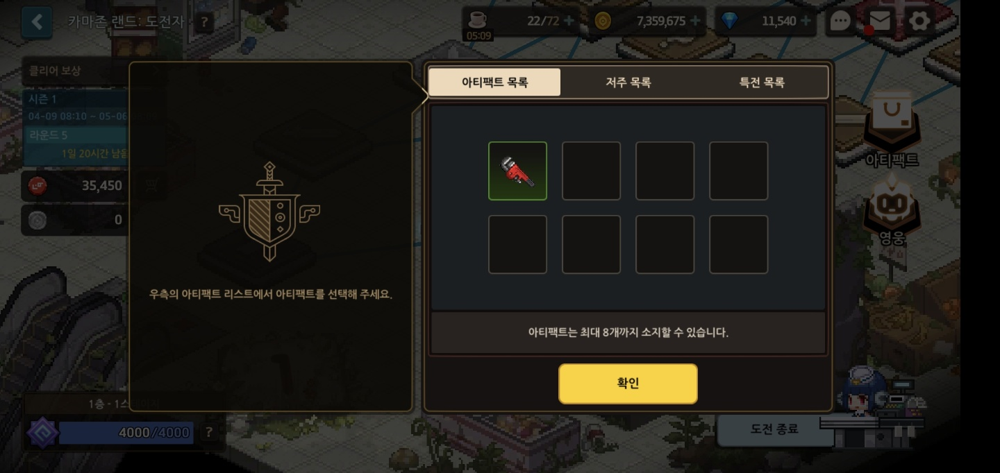 카마존 랜드: 도전자
?
05:09
22/72
7,359,675
11,540
클리어 보상
시즌 1
04-09 08:10 ~ 05-06
라운드 5
1일 20시간 남음
35,450
0
우측의 아티팩트 리스트에서 아티팩트를 선택해 주세요.
아티팩트 목록
저주 목록
특전 목록
아티팩트는 최대 8개까지 소지할 수 있습니다.
확인
아티팩트
영웅
1층 - 1스테이지
4000/4000
?
도전 종료